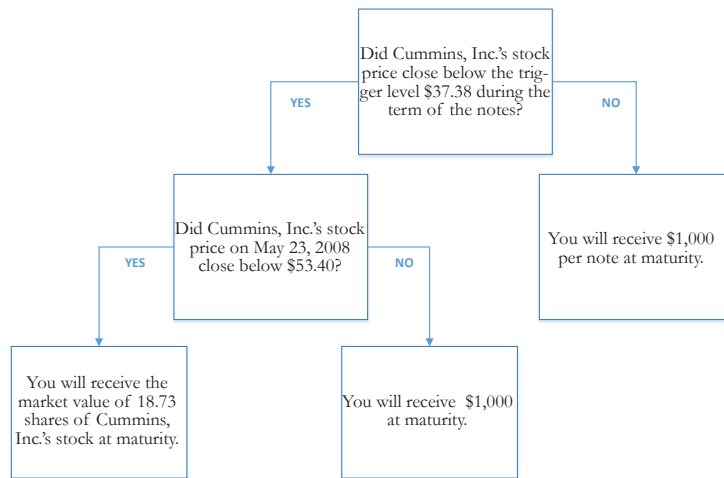 Did Cummins, Inc.'s stock
price close below the trig-
ger level $37.38 during the
term of the notes?
YES
NO
Did Cummins, Inc.'s stock
price on May 23, 2008
close below $53.40?
You will receive $1,000
per note at maturity.
YES
NO
You will receive the
market value of 18.73
shares of Cummins,
Inc.'s stock at maturity.
You will receive $1,000
at maturity.